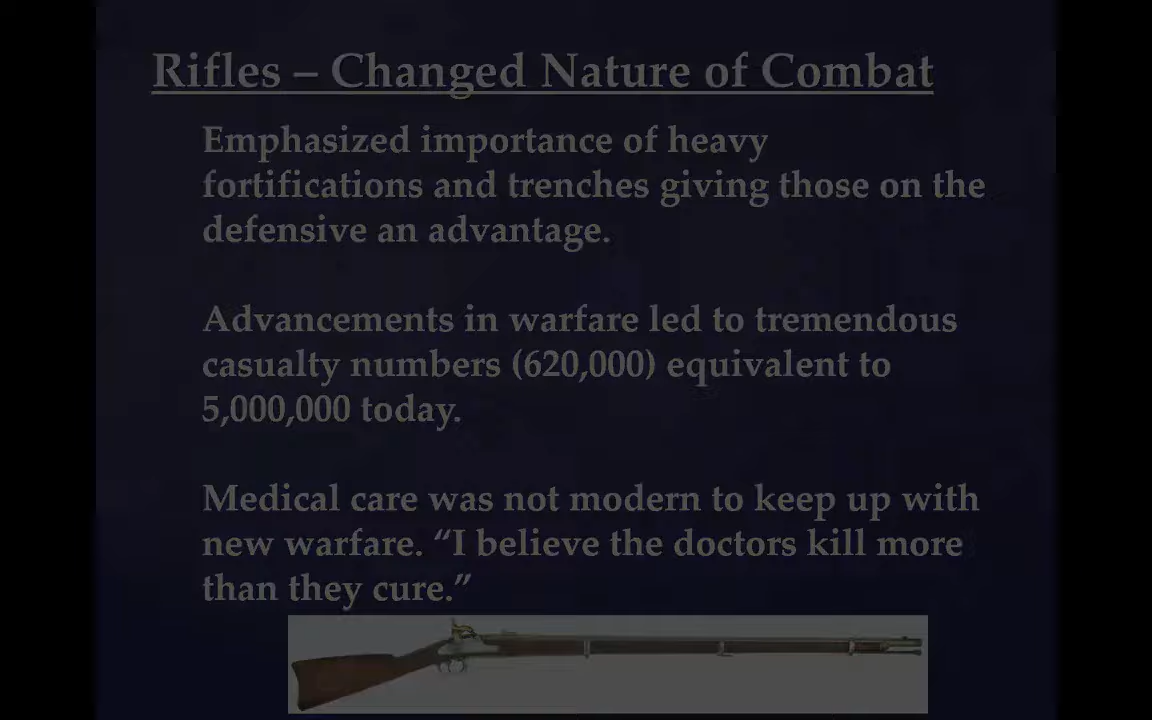 Rifles – Changed Nature of Combat
Emphasized importance of heavy
fortifications and trenches giving those on the
defensive an advantage.
Advancements in warfare led to tremendous
casualty numbers (620,000) equivalent to
5,000,000 today.
Medical care was not modern to keep up with
new warfare. “I believe the doctors kill more
than they cure.”